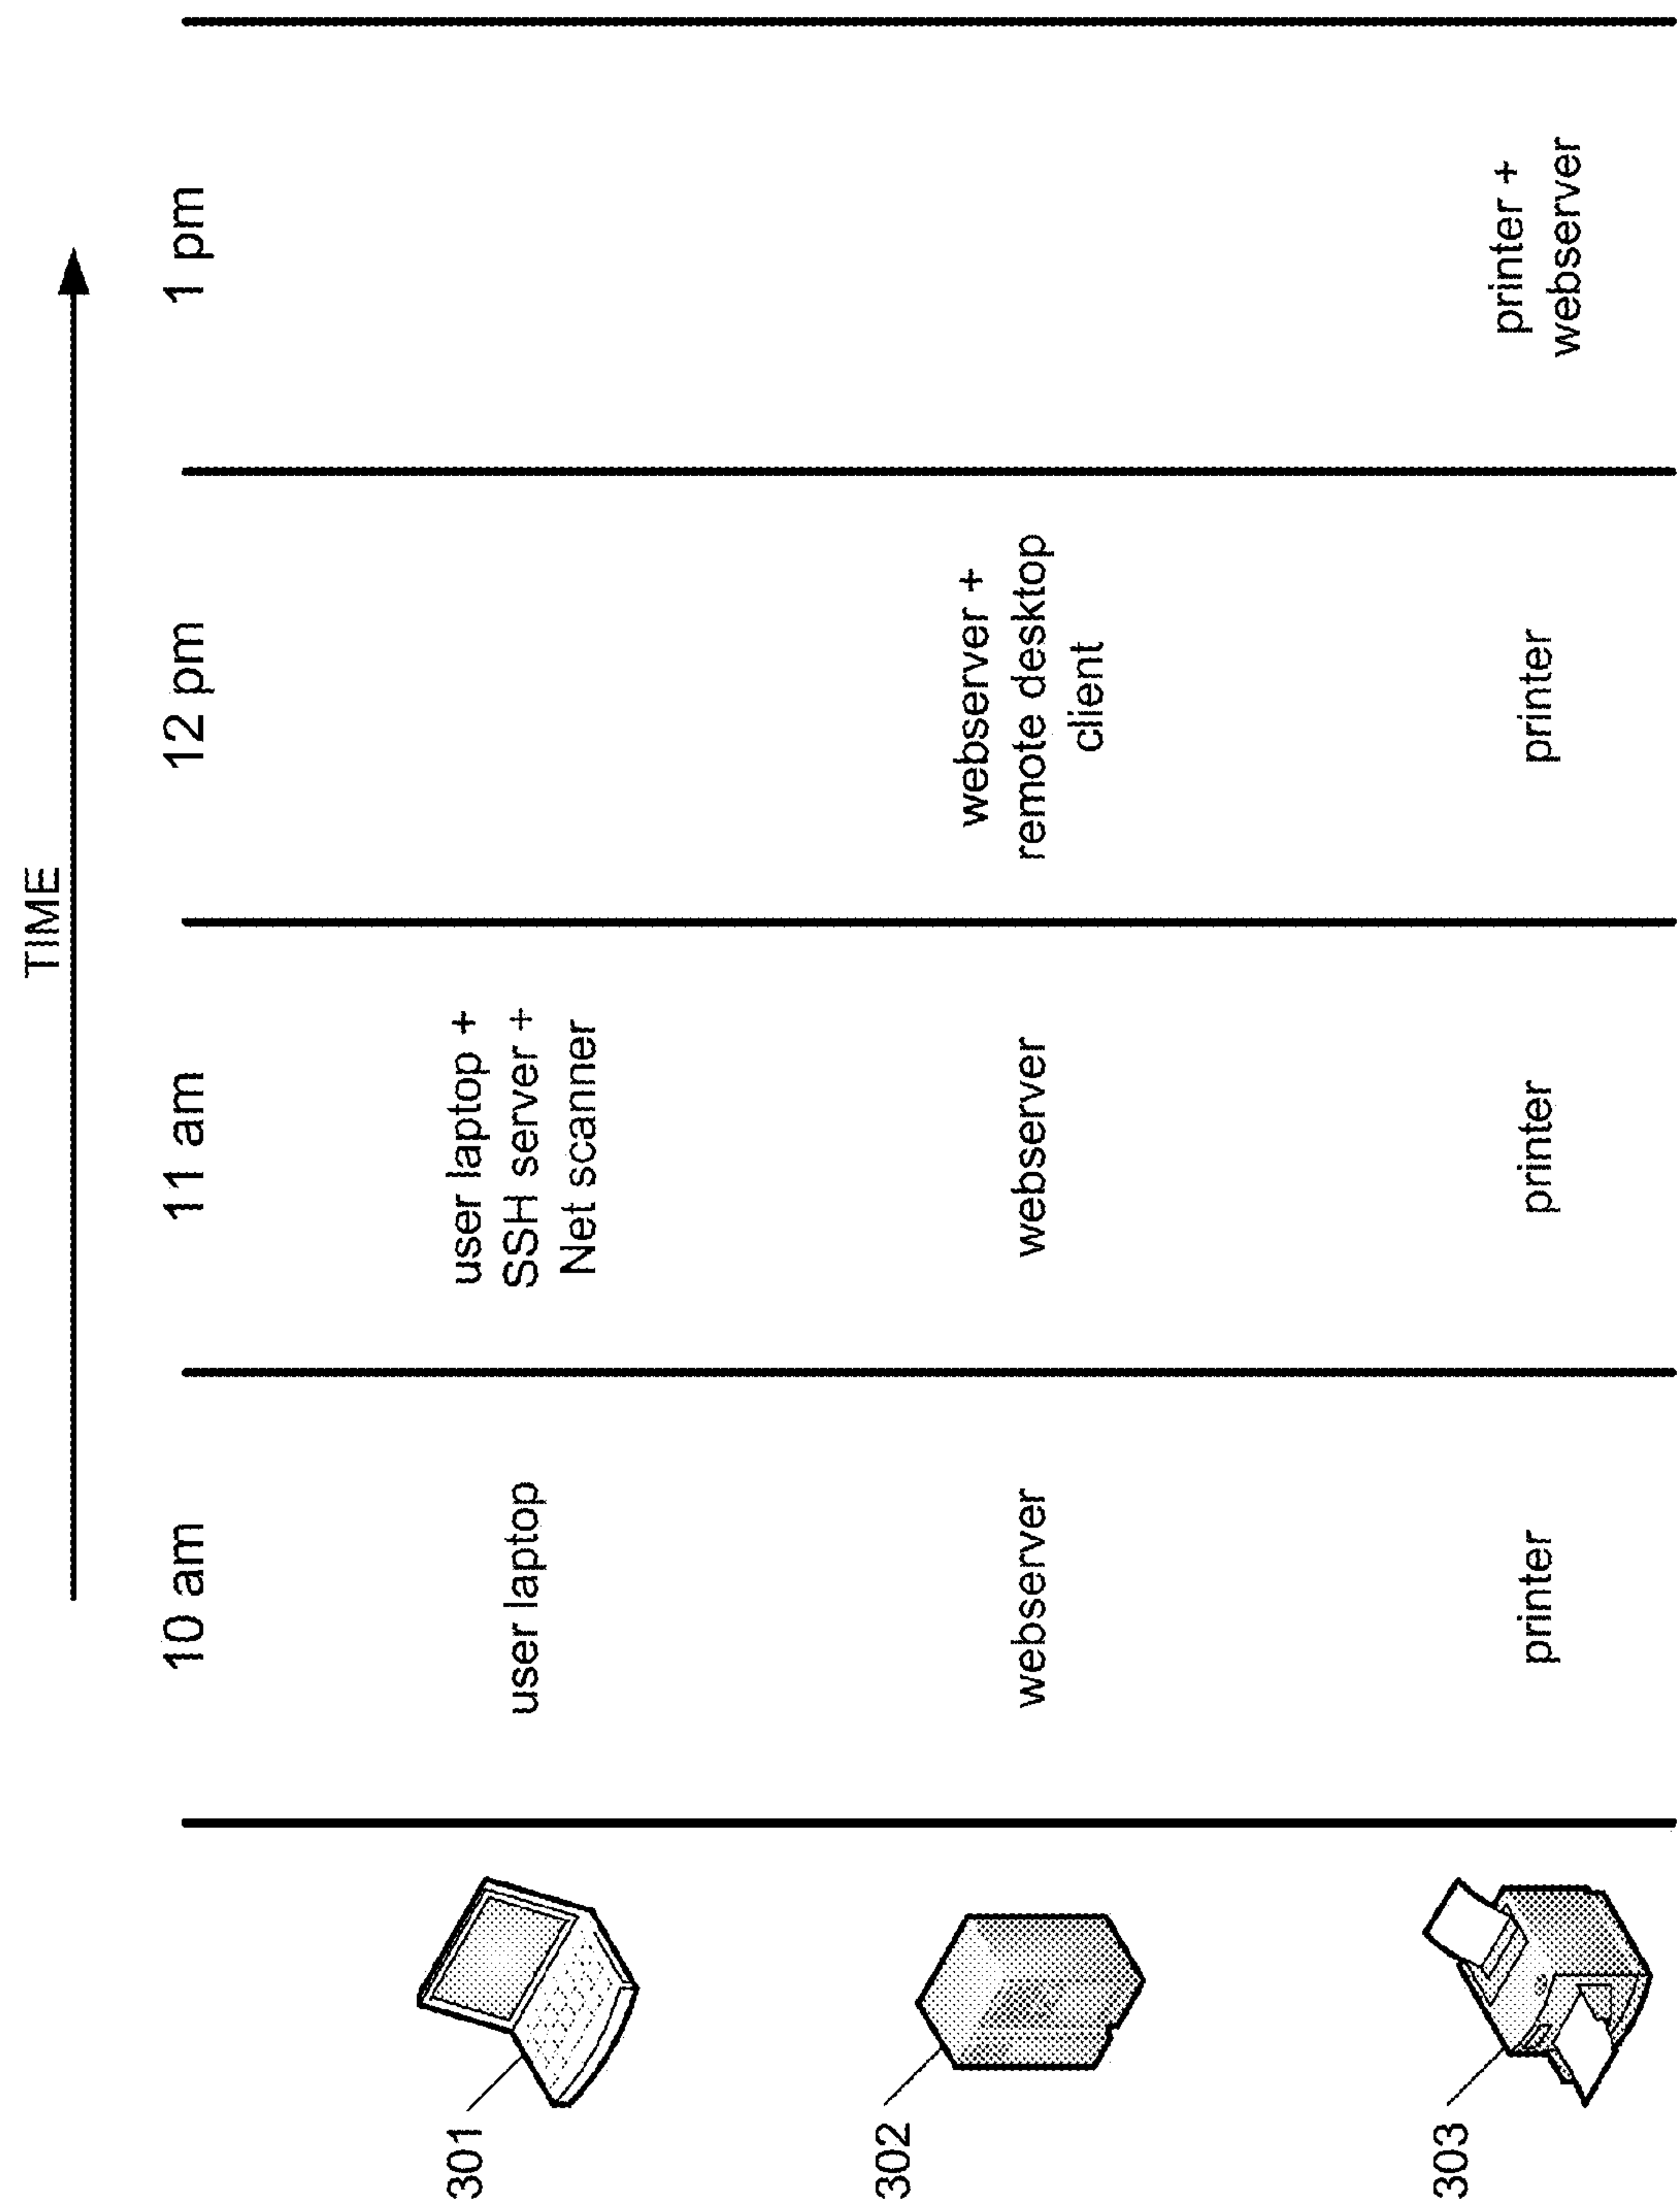 TIME
10 am
11 am
12 pm
1 pm
301
user laptop
user laptop +
SSH server +
Net scanner
302
webserver
webserver
webserver +
remote desktop
client
303
printer
printer
printer
printer +
webserver